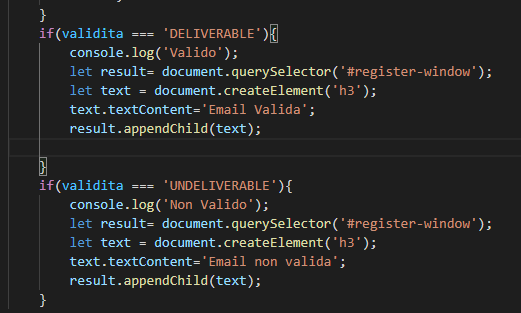 }
if(validita === 'DELIVERABLE'){
console.log('Valido');
let result= document.querySelector('#register-window');
let text = document.createElement('h3');
text.textContent='Email Valida';
result.appendChild(text);
}
if(validita === 'UNDELIVERABLE'){
console.log('Non Valido');
let result= document.querySelector('#register-window');
let text = document.createElement('h3');
text.textContent='Email non valida';
result.appendChild(text);
}